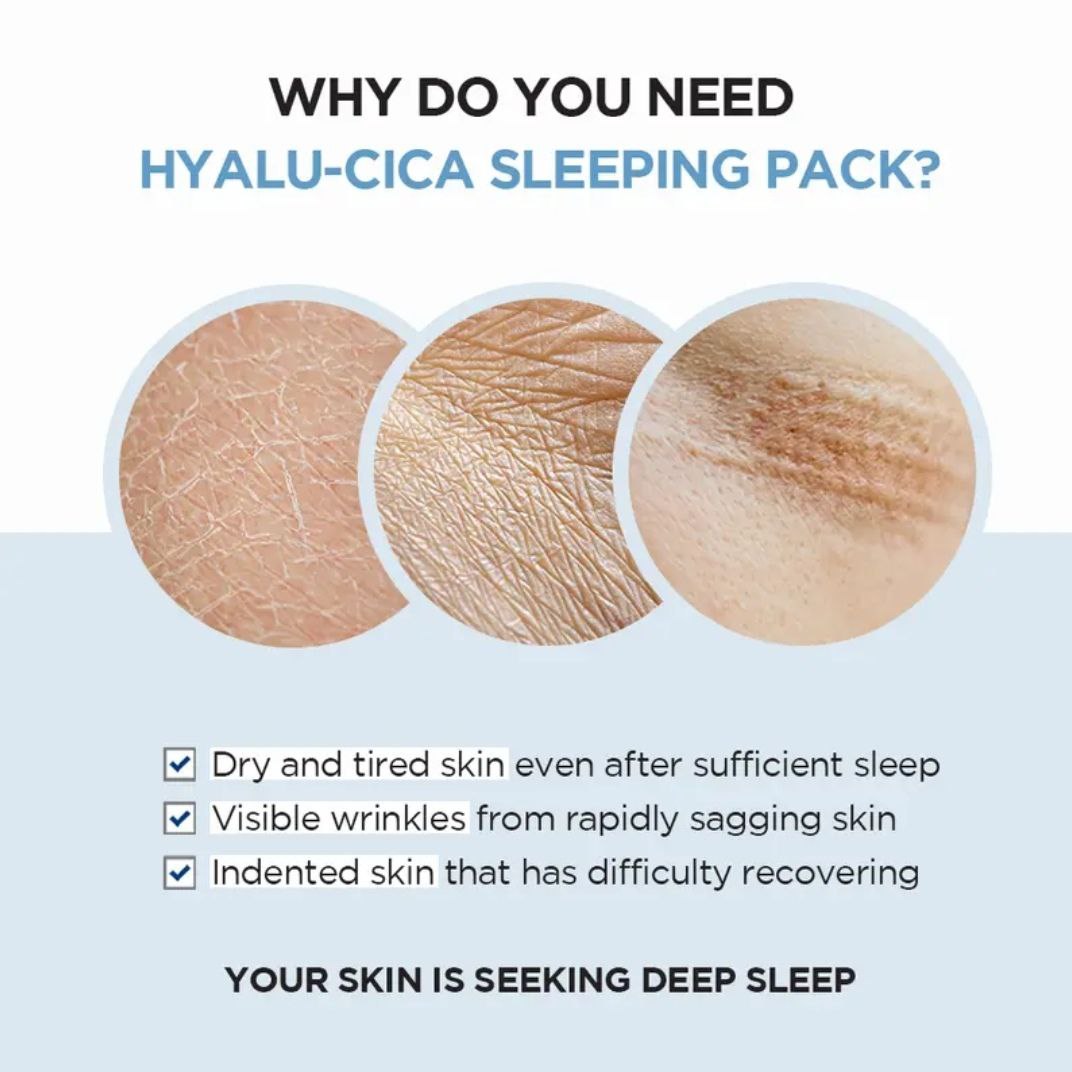 WHY DO YOU NEED
HYALU-CICA SLEEPING PACK?
Dry and tired skin even after sufficient sleep
Visible wrinkles from rapidly sagging skin
Indented skin that has difficulty recovering
YOUR SKIN IS SEEKING DEEP SLEEP